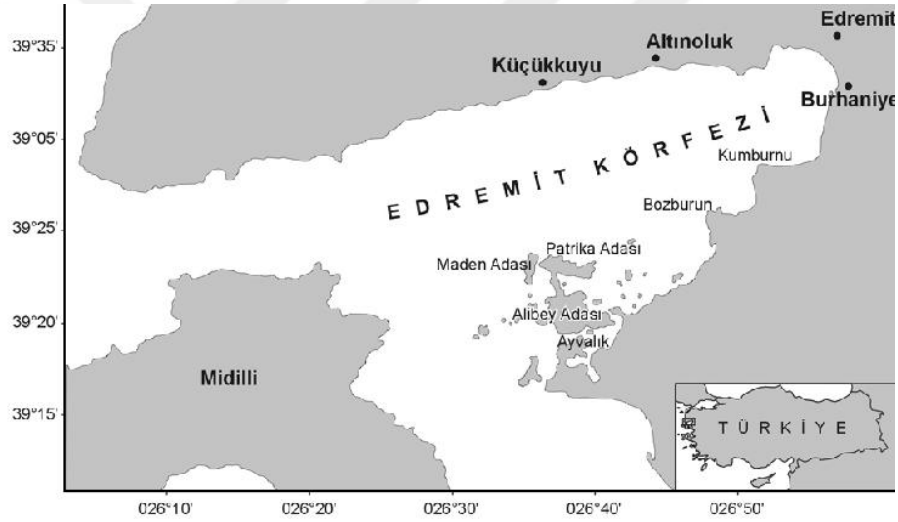 Edremit
39°35'
Altınoluk
Küçükkuyu
Burhaniye
39°05'
EDREMİT KÖRFEZİ
Kumburnu
Bozburun
39°25'
Patrika Adası
Maden Adası
39°20'
Alibey Adası
Ayvalık
Midilli
39°15'
TÜRKİYE
026°10'
026°20'
026°30'
026°40'
026°50'